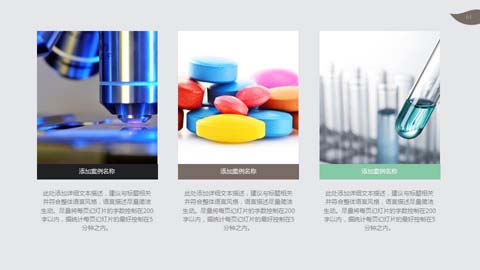 61
添加案例名称
添加案例名称
添加案例名称
此处添加详细文本描述，建议与标题相关
并符合整体语言风格，语言描述尽量简洁
生动。尽量将每页幻灯片的字数控制在200
字以内，据统计每页幻灯片的最好控制在5
分钟之内。
此处添加详细文本描述，建议与标题相关
并符合整体语言风格，语言描述尽量简洁
生动。尽量将每页幻灯片的字数控制在200
字以内，据统计每页幻灯片的最好控制在5
分钟之内。
此处添加详细文本描述，建议与标题相关
并符合整体语言风格，语言描述尽量简洁
生动。尽量将每页幻灯片的字数控制在200
字以内，据统计每页幻灯片的最好控制在5
分钟之内。